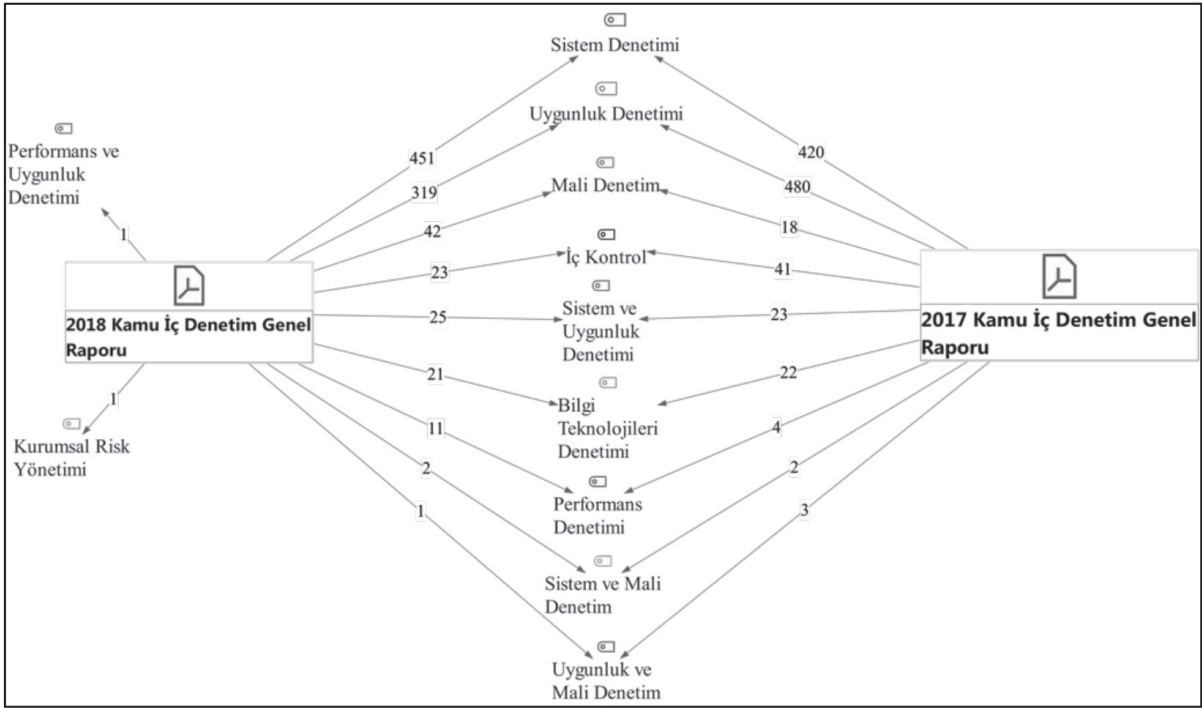 Sistem Denetimi
Uygunluk Denetimi
Performans ve
Uygunluk
Denetimi
451
420
319
480
Mali Denetim
42
18
1
İç Kontrol
23
41
2018 Kamu İç Denetim Genel
Raporu
2017 Kamu İç Denetim Genel
Raporu
Sistem ve
Uygunluk
Denetimi
25
23
21
22
1
Kurumsal Risk
Yönetimi
Bilgi
Teknolojileri
Denetimi
11
4
2
2
Performans
Denetimi
1
3
Sistem ve Mali
Denetim
Uygunluk ve
Mali Denetim